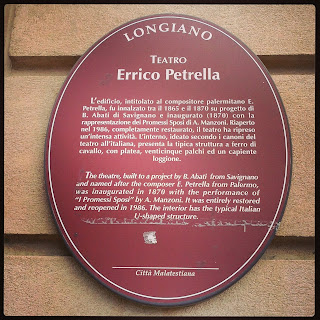 LONGIANO
TEATRO
Errico Petrella
L'edificio, intitolato al compositore palermitano E.
Petrella, fu innalzato tra il 1865 e il 1870 su progetto di
B. Abati di Savignano e inaugurato (1870) con la
rappresentazione dei Promessi Sposi di A. Manzoni. Riaperto
nel 1986, completamente restaurato, il teatro ha ripreso
un'intensa attività. L'interno, ideato secondo i canoni del
teatro all'italiana, presenta la tipica struttura a ferro di
cavallo, con platea, venticinque palchi ed un capiente
loggione.
The theatre, built to a project by B. Abati from Savignano
and named after the composer E. Petrella from Palermo,
was inaugurated in 1870 with the performance of
"I Promessi Sposi" by A. Manzoni. It was entirely restored
and reopened in 1986. The interior has the typical Italian
U-shaped structure.
Città Malatestiana